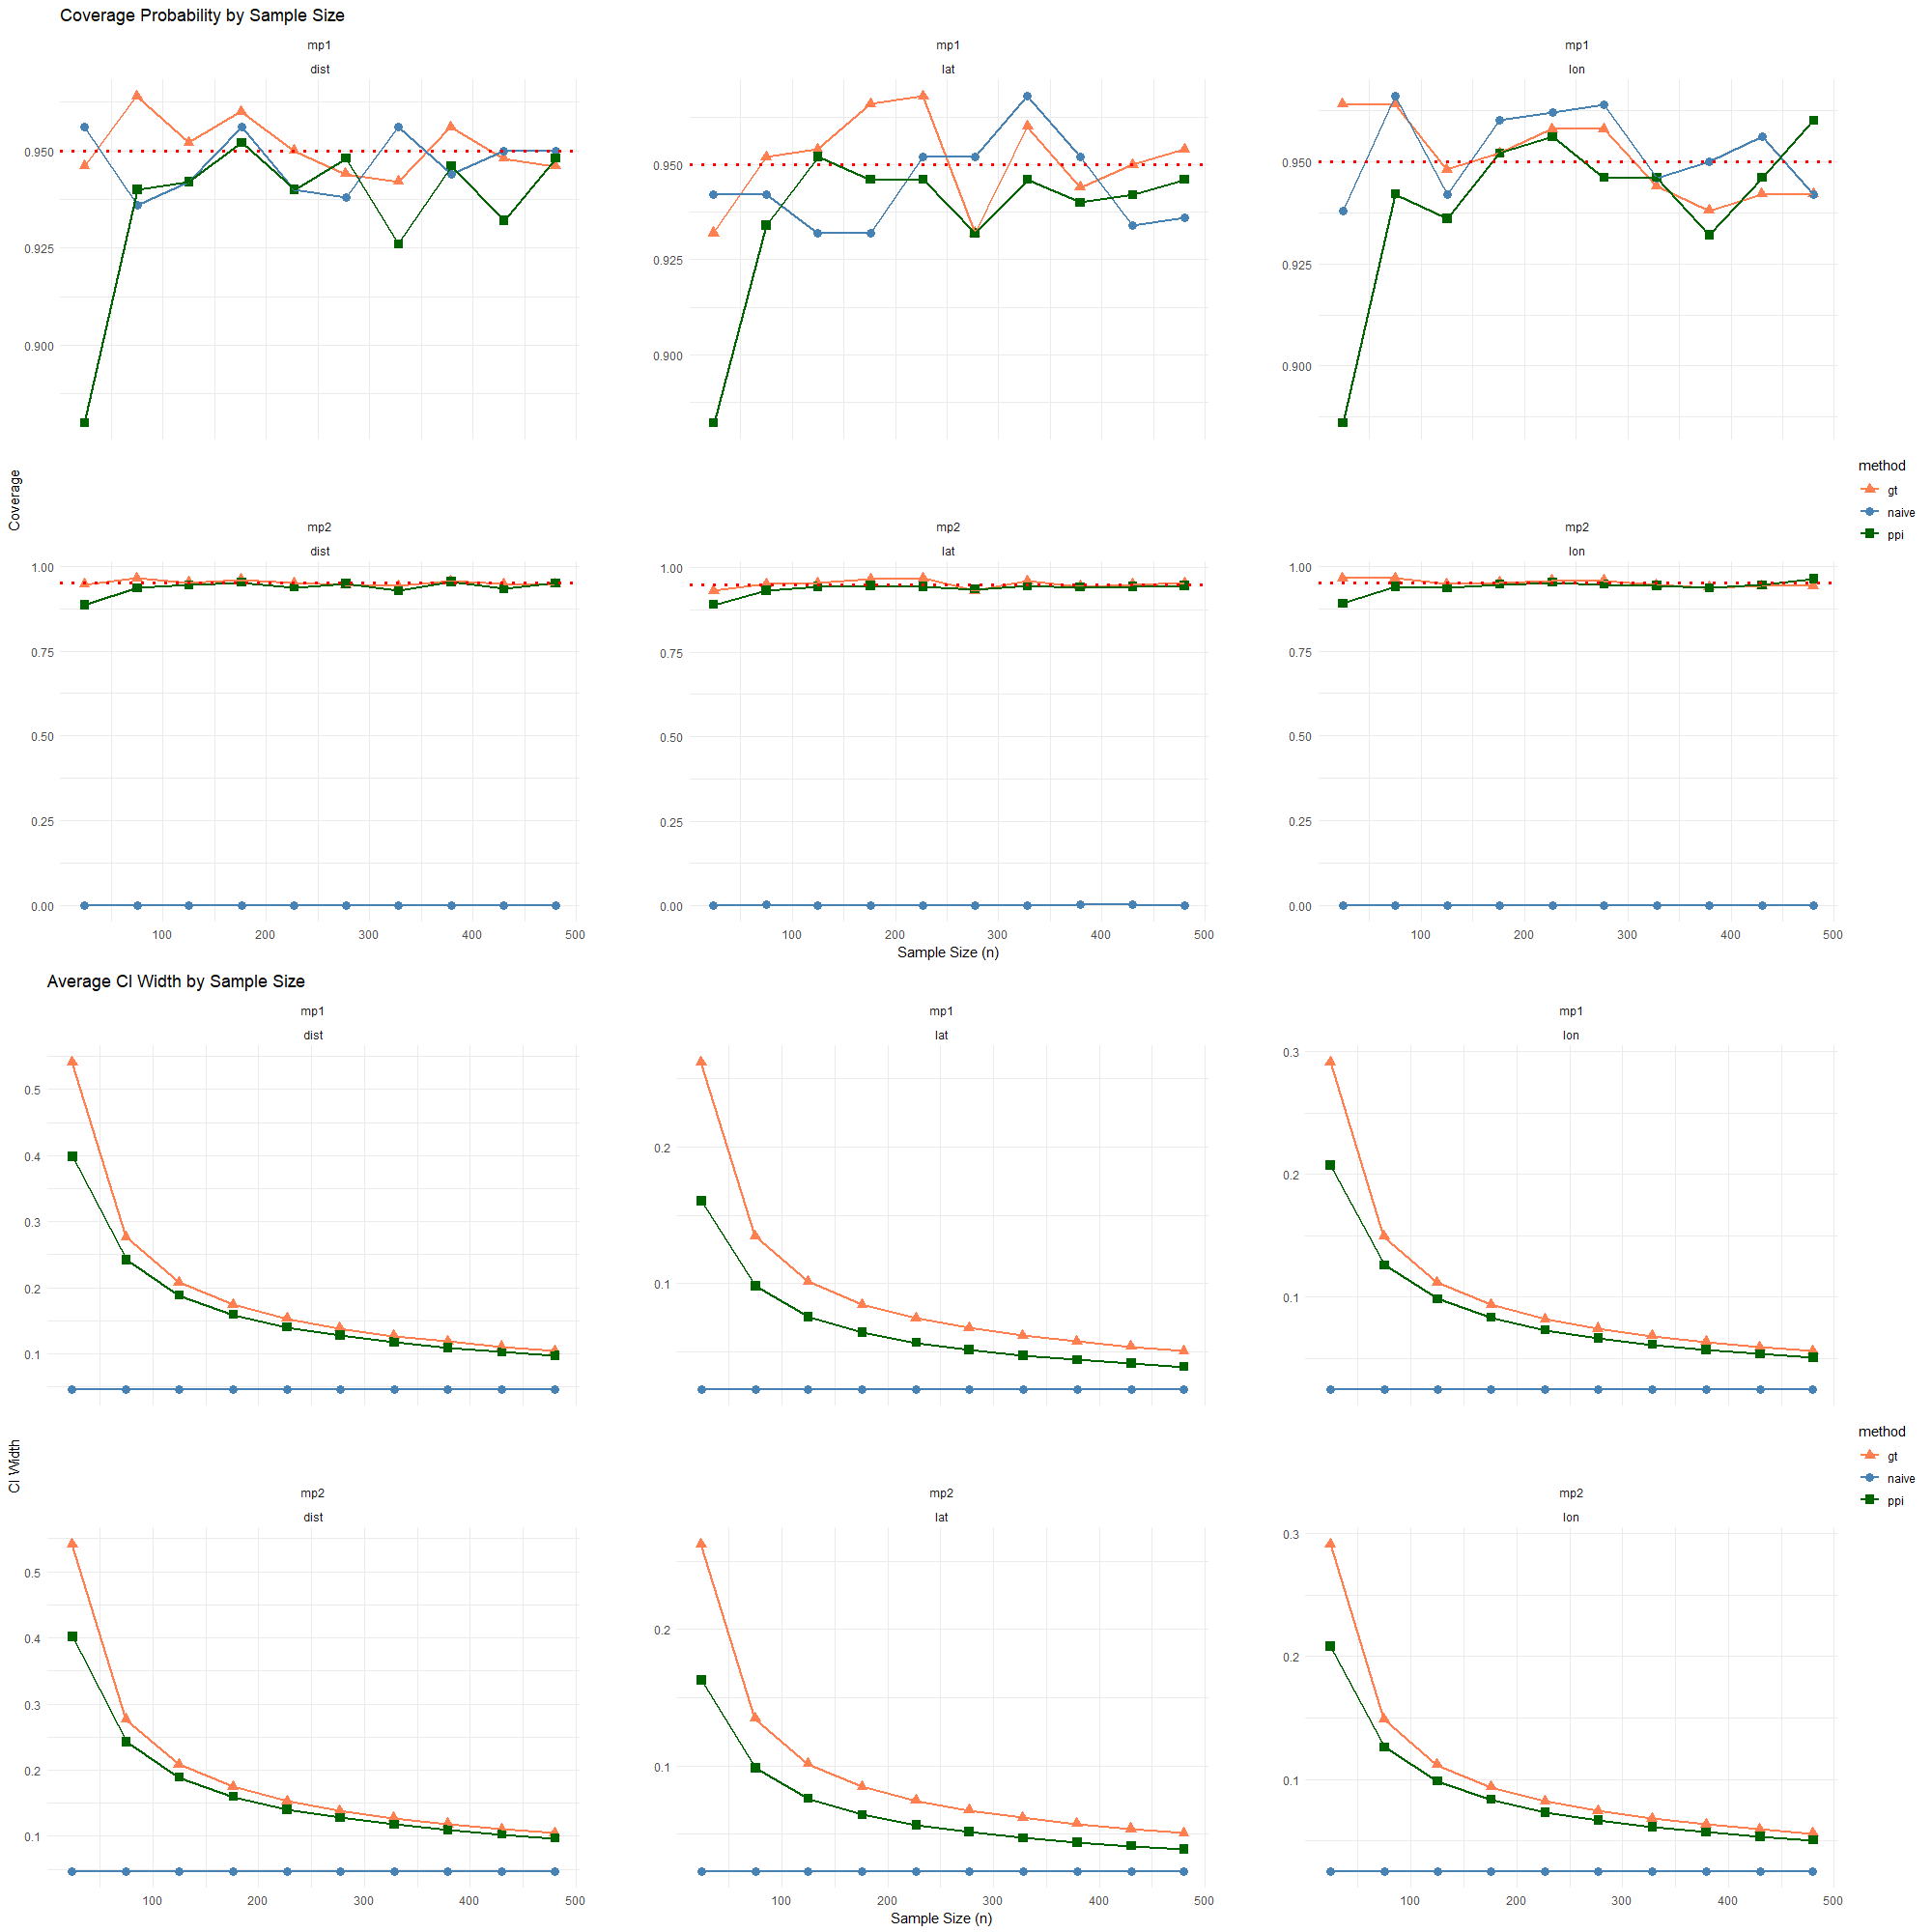 Coverage Probability by Sample Size
mp1 mp1 mp1
dist lat lon
0.950 0.925 0.900
0.950 0.925 0.900
0.950 0.925 0.900
Coverage
mp2 mp2 mp2
dist lat lon
1.00 0.75 0.50 0.25 0.00
1.00 0.75 0.50 0.25 0.00
1.00 0.75 0.50 0.25 0.00
100 200 300 400 500
100 200 300 400 500
100 200 300 400 500
Sample Size (n)
method
gt
naive
ppi
Average CI Width by Sample Size
mp1 mp1 mp1
dist lat lon
0.5 0.4 0.3 0.2 0.1
0.2 0.1
0.3 0.2 0.1
CI Width
mp2 mp2 mp2
dist lat lon
0.5 0.4 0.3 0.2 0.1
0.2 0.1
0.3 0.2 0.1
100 200 300 400 500
100 200 300 400 500
100 200 300 400 500
Sample Size (n)
method
gt
naive
ppi